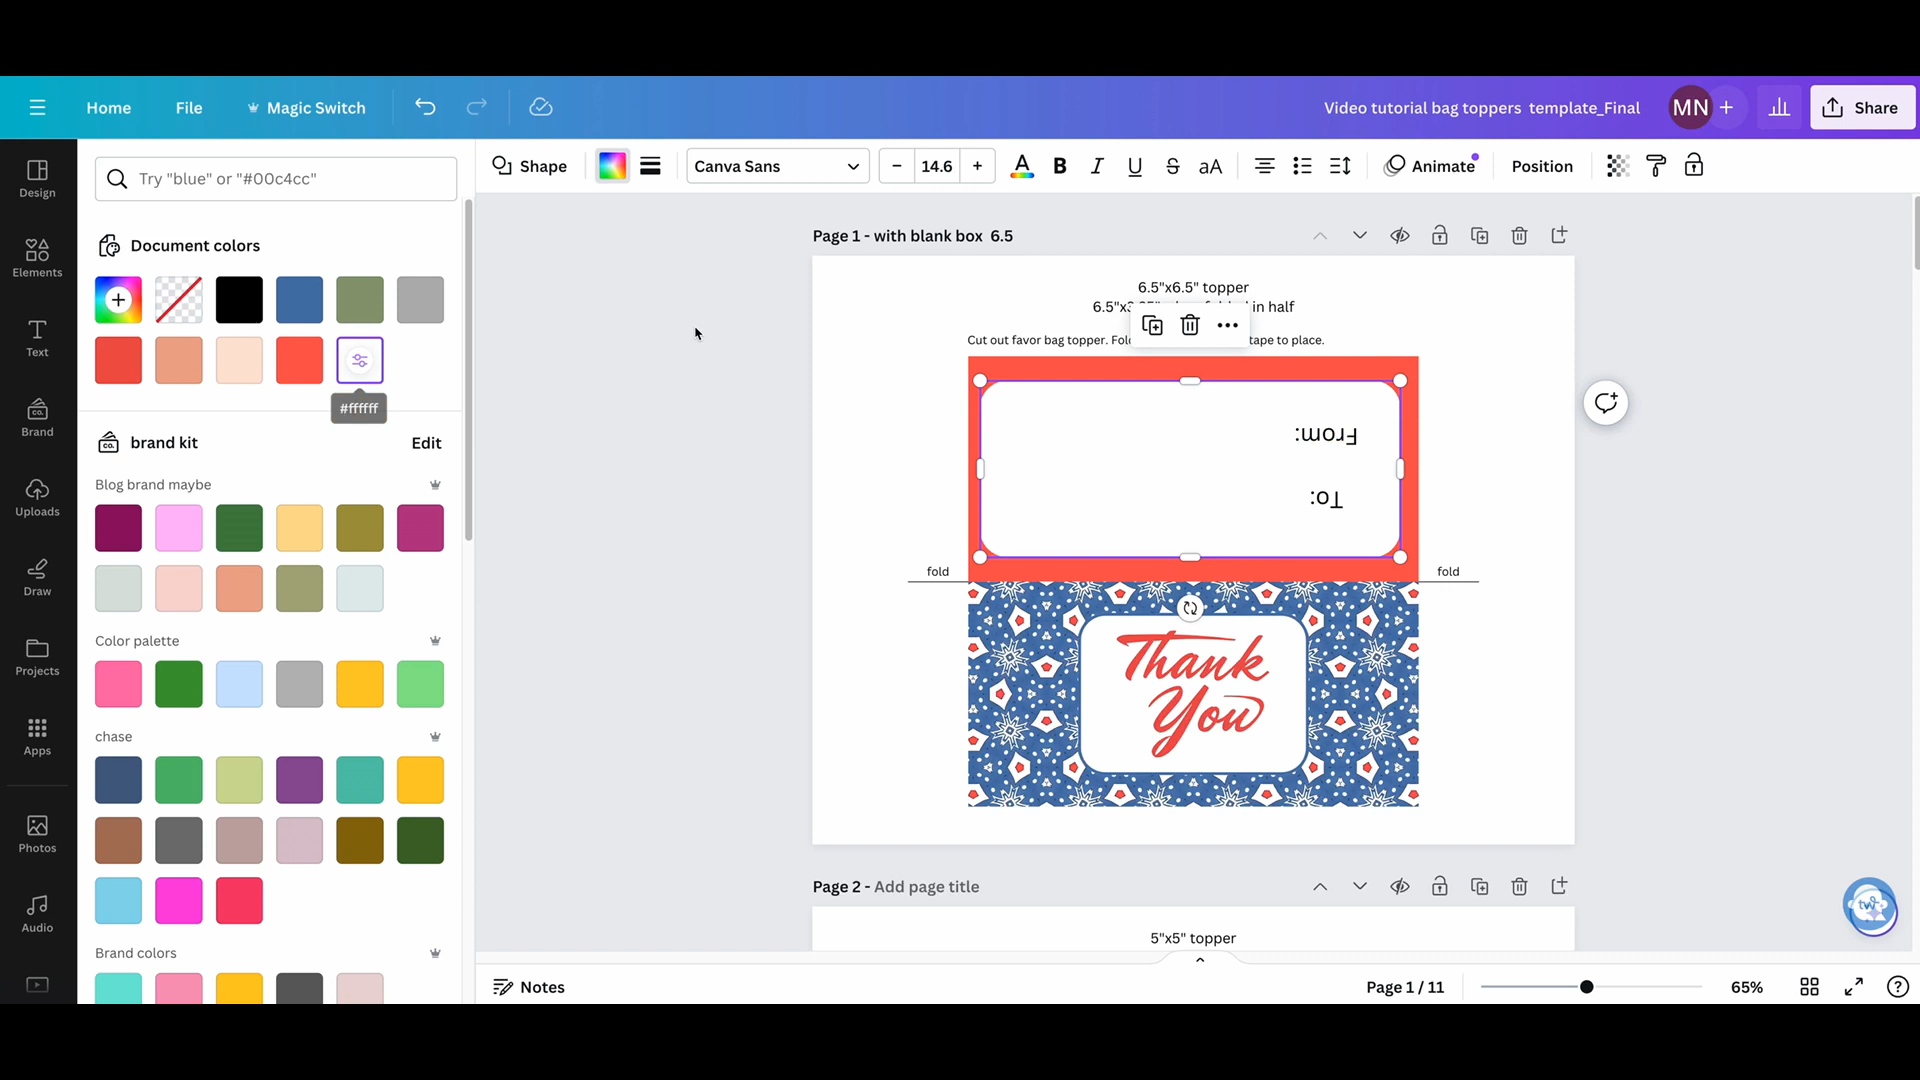 Home
File
Magic Switch
Video tutorial bag toppers template_Final
MN
Share
Design
Elements
Text
Brand
Uploads
Draw
Projects
Apps
Photos
Audio
Try "blue" or "#00c4cc"
Document colors
#ffffff
brand kit
Edit
Blog brand maybe
Color palette
chase
Brand colors
Shape
Canva Sans
14.6
A
B
I
U
S
aA
Animate
Position
Page 1 - with blank box 6.5
6.5"x6.5" topper
in half
Cut out favor bag topper.
tape to place.
From:
To:
fold
fold
Thank
You
Page 2 - Add page title
5"x5" topper
Notes
Page 1 / 11
65%